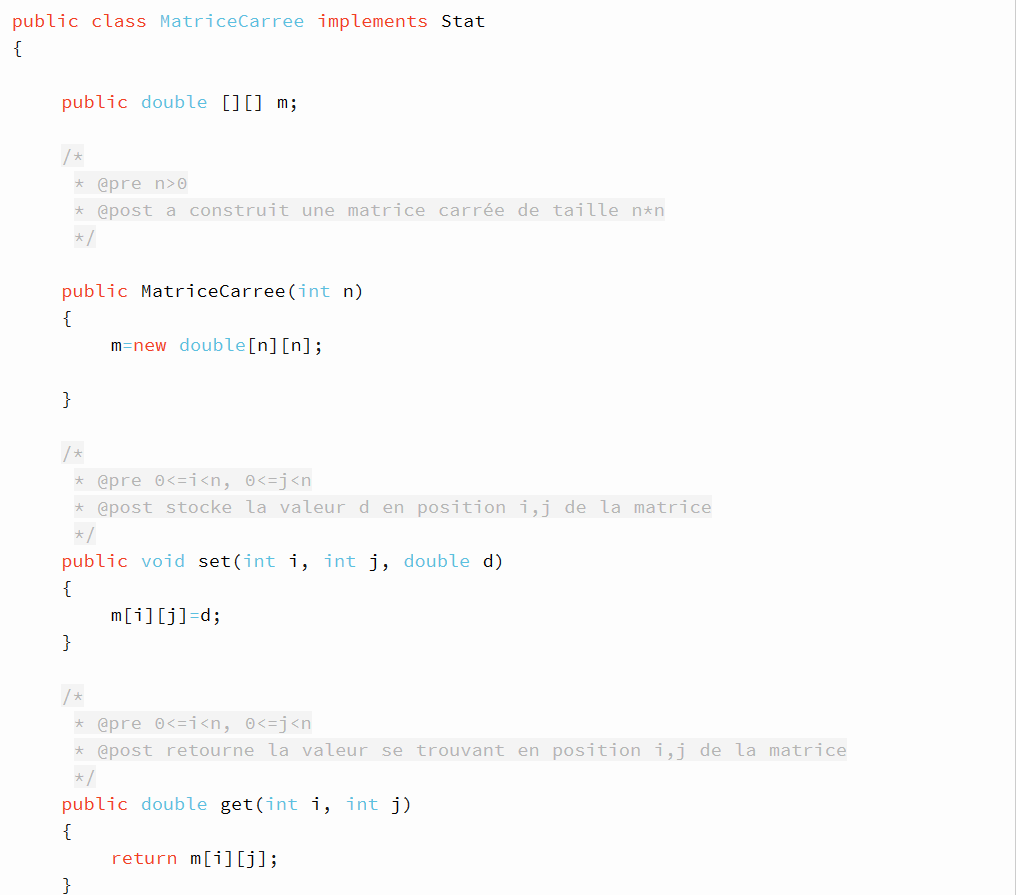 public class MatriceCarree implements Stat
{
public double [][] m;
/*
* @pre n>0
* @post a construit une matrice carrée de taille n*n
*/
public MatriceCarree(int n)
{
m=new double[n][n];
}
/*
* @pre 0<=i<n, 0<=j<n
* @post stocke la valeur d en position i,j de la matrice
*/
public void set(int i, int j, double d)
{
m[i][j]=d;
}
/*
* @pre 0<=i<n, 0<=j<n
* @post retourne la valeur se trouvant en position i,j de la matrice
*/
public double get(int i, int j)
{
return m[i][j];
}